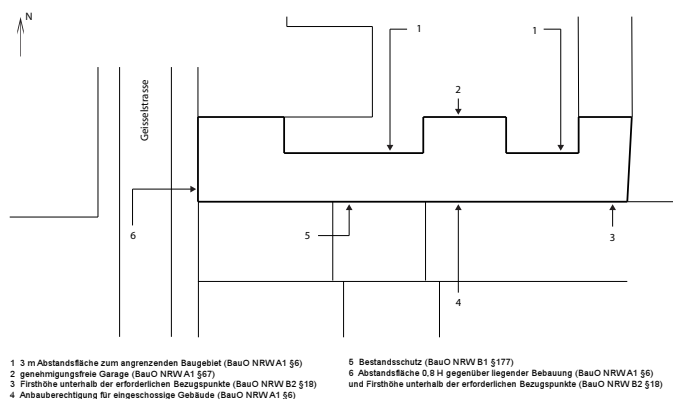 N
1
1
2
Geisselstrasse
6
5
3
4
1 3 m Abstandsfläche zum angrenzenden Baugebiet (BauO NRW A1 §6)
2 genehmigungsfreie Garage (BauO NRW A1 §67)
3 Firsthöhe unterhalb der erforderlichen Bezugspunkte (BauO NRW B2 §18)
4 Anbauberechtigung für eingeschossige Gebäude (BauO NRW A1 §6)
5 Bestandsschutz (BauO NRW B1 §177)
6 Abstandsfläche 0,8 H gegenüber liegender Bebauung (BauO NRW A1 §6)
und Firsthöhe unterhalb der erforderlichen Bezugspunkte (BauO NRW B2 §18)